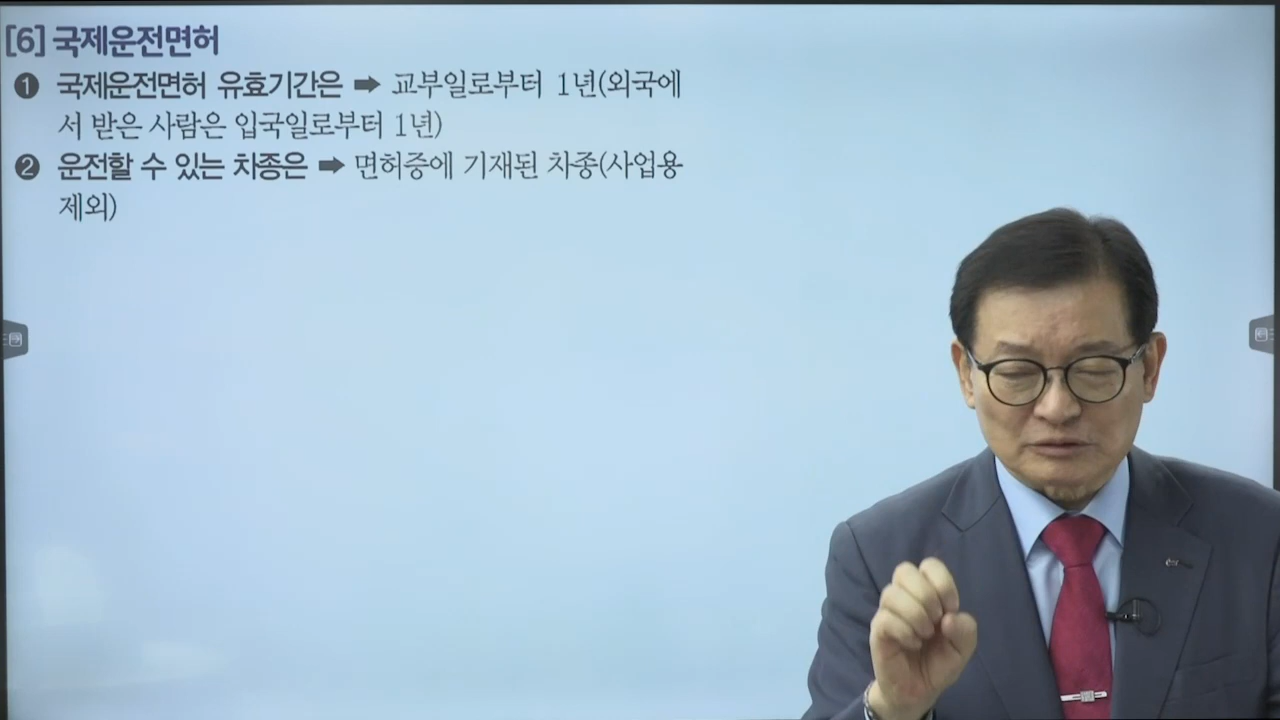 [6] 국제운전면허
❶ 국제운전면허 유효기간은 ➡ 교부일로부터 1년(외국에
서 받은 사람은 입국일로부터 1년)
❷ 운전할 수 있는 차종은 ➡ 면허증에 기재된 차종(사업용
제외)